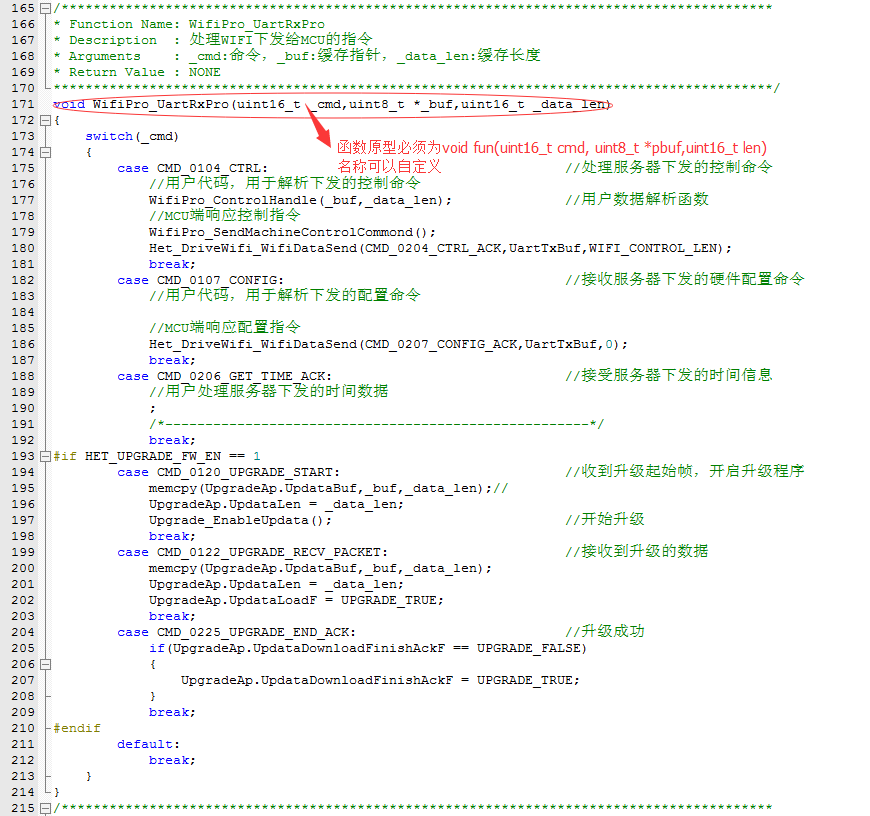 165 /*****************************************************************************************
166 * Function Name: WifiPro_UartRxPro
167 * Description  : 处理WIFI下发给MCU的指令
168 * Arguments    : _cmd:命令, _buf:缓存指针, _data_len:缓存长度
169 * Return Value : NONE
170 ******************************************************************************************/
171 void WifiPro_UartRxPro(uint16_t _cmd,uint8_t *_buf,uint16_t _data_len)
172 {
173     switch(_cmd)
函数原型必须为void fun(uint16_t cmd, uint8_t *pbuf,uint16_t len)
174     {
名称可以自定义
175         case CMD_0104_CTRL:                                     //处理服务器下发的控制命令
176             //用户代码, 用于解析下发的控制命令
177             WifiPro_ControlHandle(_buf,_data_len);              //用户数据解析函数
178             //MCU端响应控制指令
179             WifiPro_SendMachineControlCommond();
180             Het_DriveWifi_WifiDataSend(CMD_0204_CTRL_ACK,UartTxBuf,WIFI_CONTROL_LEN);
181             break;
182         case CMD_0107_CONFIG:                                   //接收服务器下发的硬件配置命令
183             //用户代码, 用于解析下发的配置命令
184
185             //MCU端响应配置指令
186             Het_DriveWifi_WifiDataSend(CMD_0207_CONFIG_ACK,UartTxBuf,0);
187             break;
188         case CMD_0206_GET_TIME_ACK:                             //接受服务器下发的时间信息
189             //用户处理服务器下发的时间数据
190             ;
191             /*-----------------------------------------------------*/
192             break;
193 #if HET_UPGRADE_FW_EN == 1
194         case CMD_0120_UPGRADE_START:                            //收到升级起始帧, 开启升级程序
195             memcpy(UpgradeAp.UpdataBuf,_buf,_data_len);//
196             UpgradeAp.UpdataLen = _data_len;
197             Upgrade_EnableUpdata();                             //开始升级
198             break;
199         case CMD_0122_UPGRADE_RECV_PACKET:                      //接收到升级的数据
200             memcpy(UpgradeAp.UpdataBuf,_buf,_data_len);
201             UpgradeAp.UpdataLen = _data_len;
202             UpgradeAp.UpdataLoadF = UPGRADE_TRUE;
203             break;
204         case CMD_0225_UPGRADE_END_ACK:                          //升级成功
205             if(UpgradeAp.UpdataDownloadFinishAckF == UPGRADE_FALSE)
206             {
207                 UpgradeAp.UpdataDownloadFinishAckF = UPGRADE_TRUE;
208             }
209             break;
210 #endif
211         default:
212             break;
213     }
214 }
215 /*****************************************************************************************